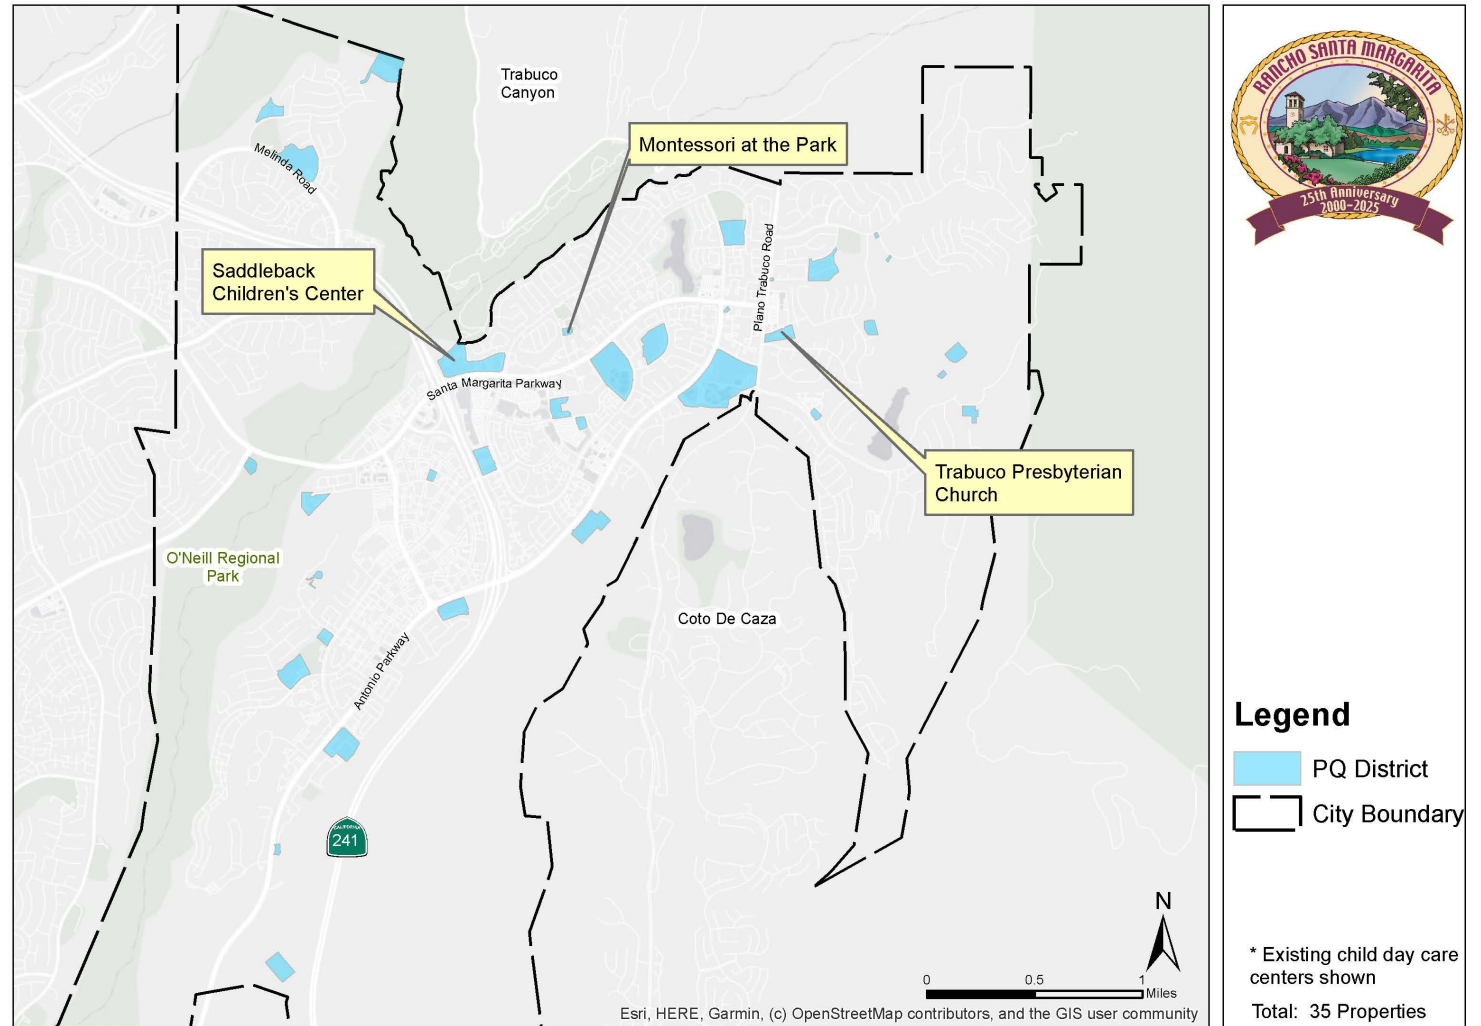 Trabuco
Canyon
Montessori at the Park
Melinda Road
Saddleback
Children's Center
Plano Trabuco Road
Santa Margarita Parkway
Trabuco Presbyterian
Church
O'Neill Regional
Park
Coto De Caza
Antonio Parkway
CALIFORNIA
241
N
0 0.5 1
Miles
Esri, HERE, Garmin, (c) OpenStreetMap contributors, and the GIS user community
RANCHO SANTA MARGARITA
25th Anniversary
2000-2025
Legend
PQ District
City Boundary
* Existing child day care
centers shown
Total: 35 Properties